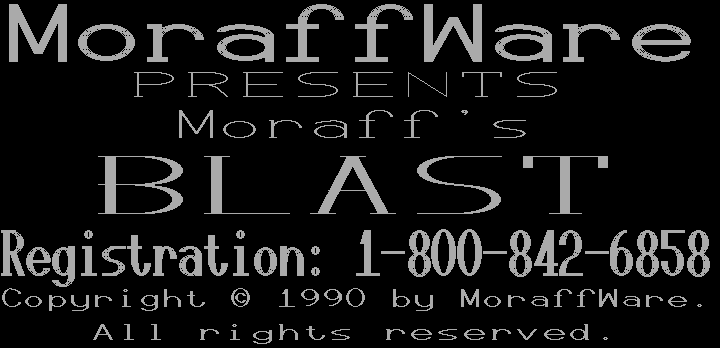 MoraffWare
PRESENTS
Moraff's
BLAST
Registration: 1-800-842-6858
Copyright © 1990 by MoraffWare.
All rights reserved.